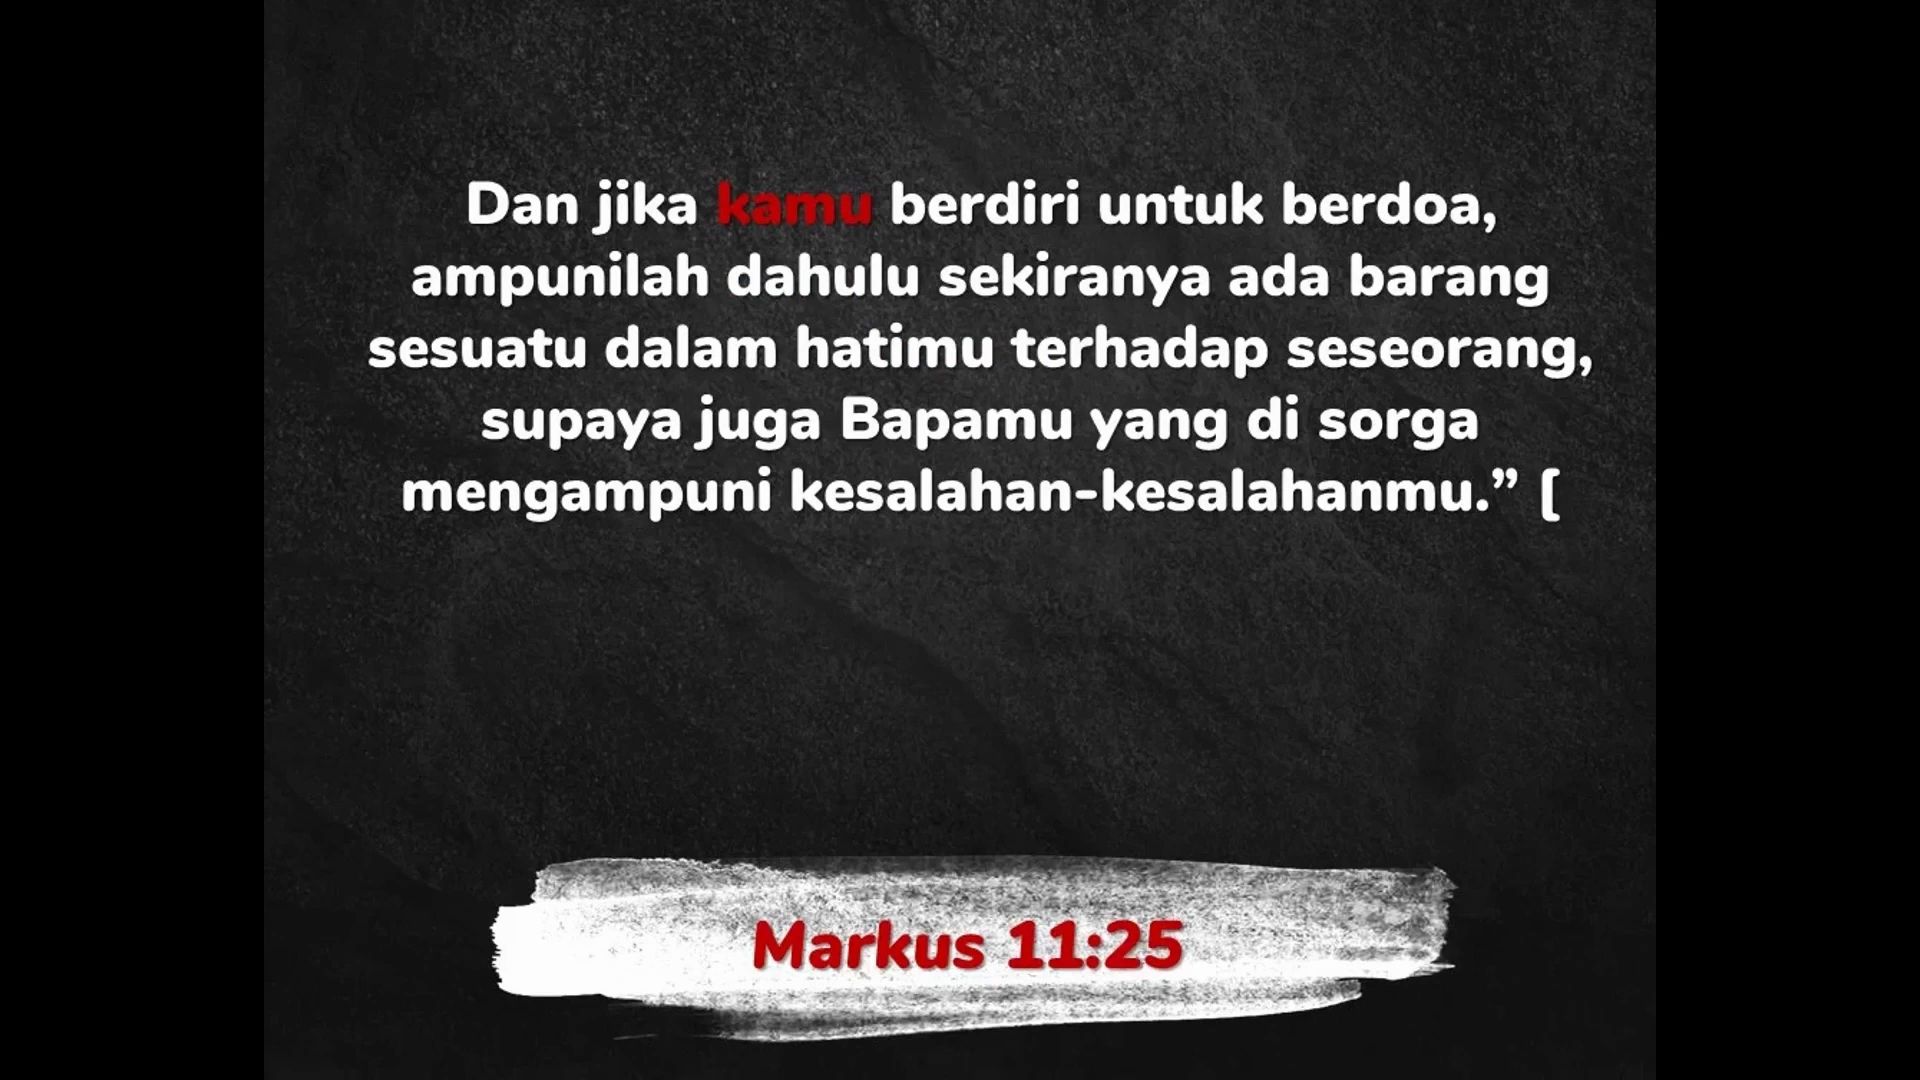 Dan jika kamu berdiri untuk berdoa,
ampunilah dahulu sekiranya ada barang
sesuatu dalam hatimu terhadap seseorang,
supaya juga Bapamu yang di sorga
mengampuni kesalahan-kesalahanmu.” (
Markus 11:25